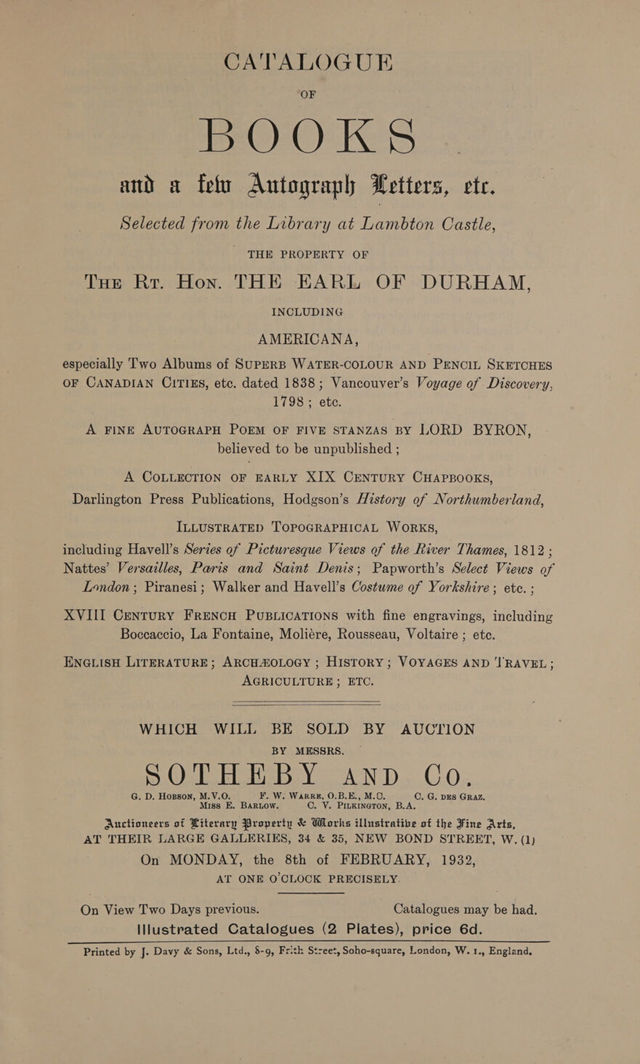 CATALOGUE
OF
BOOKS
and a few Autograph Letters, etc.
Selected from the Library at Lambton Castle,
THE PROPERTY OF
THE RT. HON. THE EARL OF DURHAM,
INCLUDING
AMERICANA,
especially Two Albums of SUPERB WATER-COLOUR AND PENCIL SKETCHES
OF CANADIAN CITIES, etc. dated 1838; Vancouver's Voyage of Discovery,
1798; etc.
A FINE AUTOGRAPH POEM OF FIVE STANZAS BY LORD BYRON,
believed to be unpublished;
A COLLECTION OF EARLY XIX CENTURY CHAPBOOKS,
Darlington Press Publications, Hodgson's History of Northumberland,
ILLUSTRATED TOPOGRAPHICAL WORKS,
including Havell's Series of Picturesque Views of the River Thames, 1812;
Nattes' Versailles, Paris and Saint Denis; Papworth's Select Views of
London; Piranesi; Walker and Havell's Costume of Yorkshire; etc.;
XVIII CENTURY FRENCH PUBLICATIONS with fine engravings, including
Boccaccio, La Fontaine, Molière, Rousseau, Voltaire; etc.
ENGLISH LITERATURE; ARCHÆOLOGY; HISTORY; VOYAGES AND TRAVEL;
AGRICULTURE; ETC.
WHICH WILL BE SOLD BY AUCTION
BY MESSRS.
SOTHEBY AND CO.
G. D. HOBSON, M.V.O. F. W. WARRE, O.B.E., M.C. C. G. DES GRAZ.
MISS E. BARLOW. C. V. PILKINGTON, B.A.
Auctioneers of Literary Property & Works illustrative of the Fine Arts,
AT THEIR LARGE GALLERIES, 34 & 35, NEW BOND STREET, W. (1)
On MONDAY, the 8th of FEBRUARY, 1932,
AT ONE O'CLOCK PRECISELY.
On View Two Days previous. Catalogues may be had.
Illustrated Catalogues (2 Plates), price 6d.
Printed by J. Davy & Sons, Ltd., 8-9, Frith Street, Soho-square, London, W. 1., England.